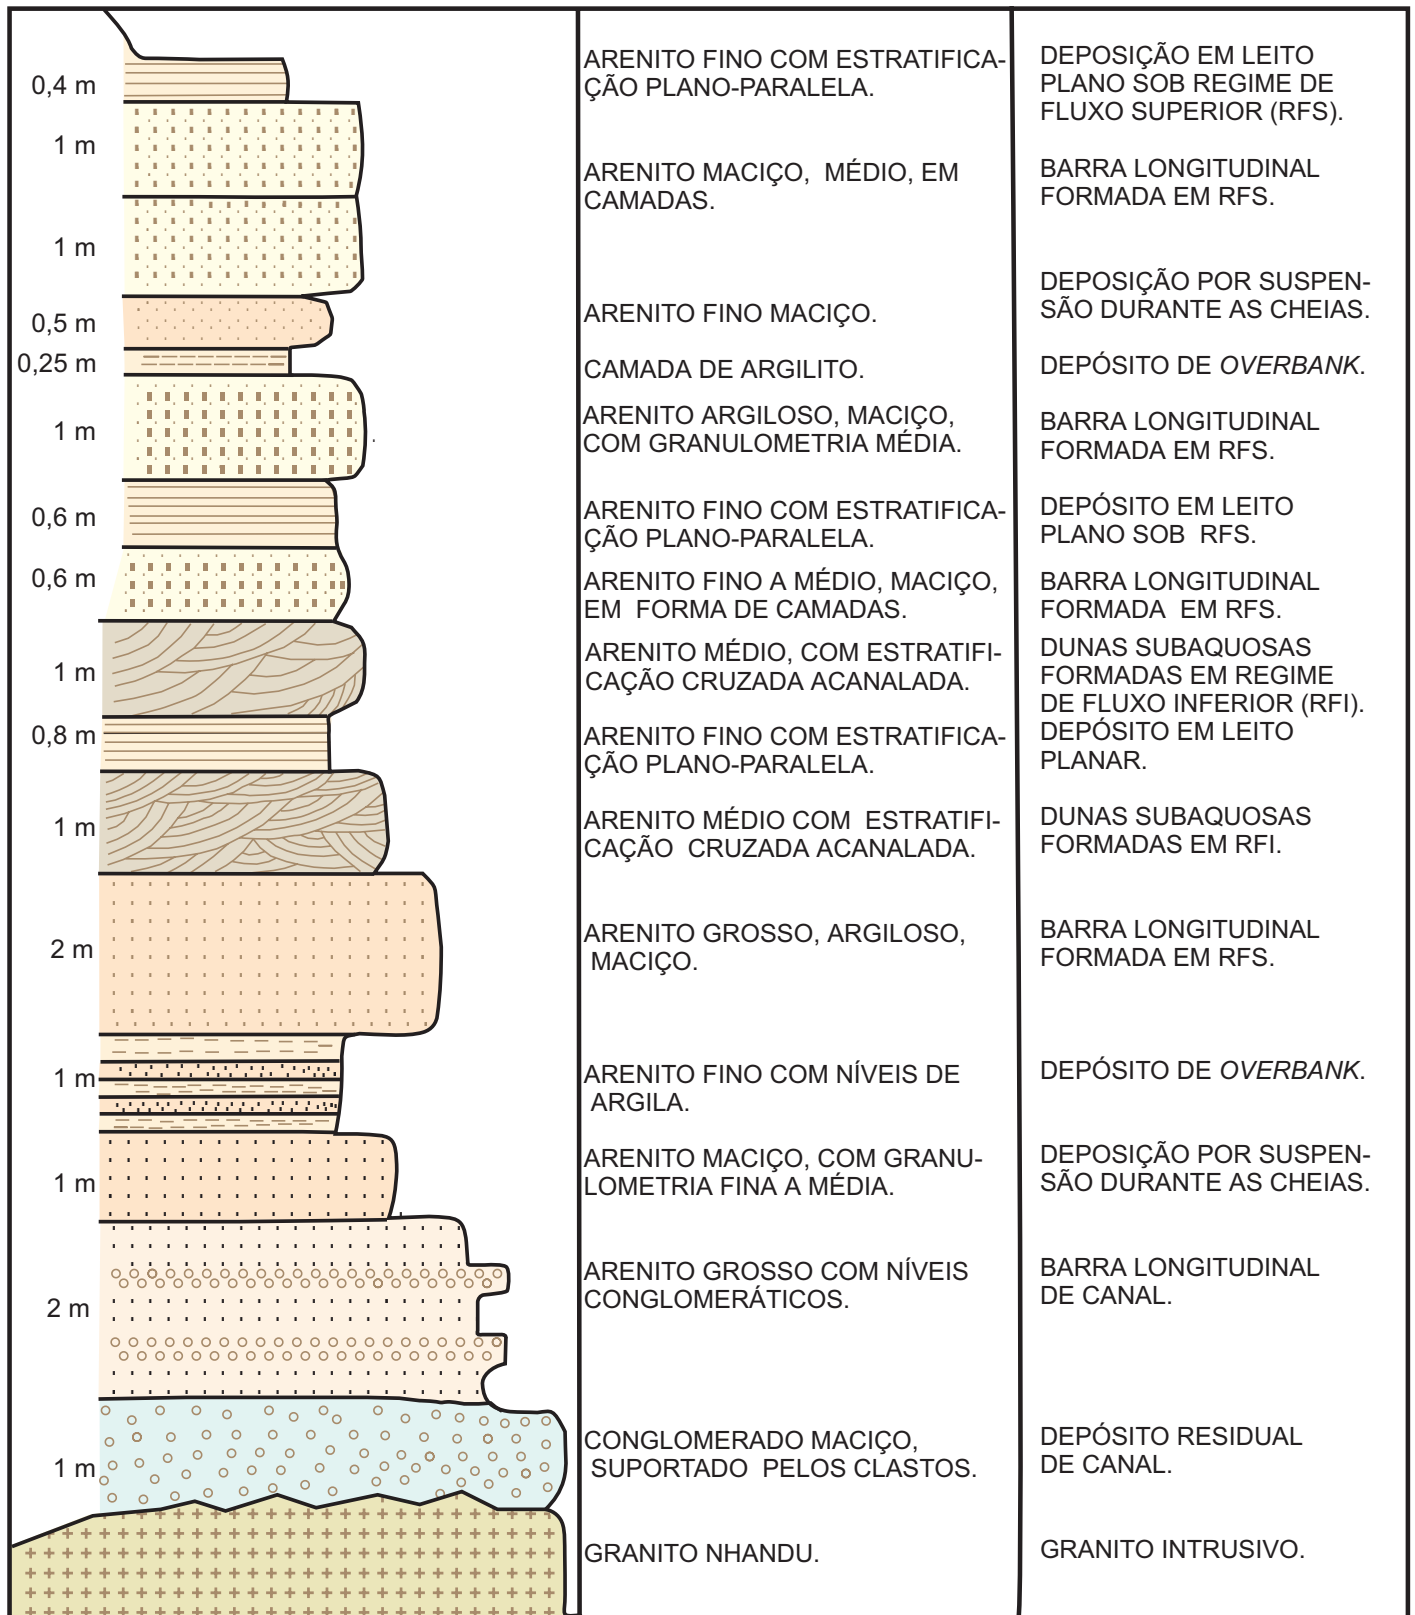 0,4 m
ARENITO FINO COM ESTRATIFICA-
ÇÃO PLANO-PARALELA.
DEPOSIÇÃO EM LEITO
PLANO SOB REGIME DE
FLUXO SUPERIOR (RFS).
1 m
1 m
ARENITO MACIÇO, MÉDIO, EM
CAMADAS.
BARRA LONGITUDINAL
FORMADA EM RFS.
0,5 m
ARENITO FINO MACIÇO.
DEPOSIÇÃO POR SUSPEN-
SÃO DURANTE AS CHEIAS.
0,25 m
CAMADA DE ARGILITO.
DEPÓSITO DE OVERBANK.
1 m
ARENITO ARGILOSO, MACIÇO,
COM GRANULOMETRIA MÉDIA.
BARRA LONGITUDINAL
FORMADA EM RFS.
0,6 m
ARENITO FINO COM ESTRATIFICA-
ÇÃO PLANO-PARALELA.
DEPÓSITO EM LEITO
PLANO SOB RFS.
0,6 m
ARENITO FINO A MÉDIO, MACIÇO,
EM FORMA DE CAMADAS.
BARRA LONGITUDINAL
FORMADA EM RFS.
1 m
ARENITO MÉDIO, COM ESTRATIFI-
CAÇÃO CRUZADA ACANALADA.
DUNAS SUBAQUOSAS
FORMADAS EM REGIME
DE FLUXO INFERIOR (RFI).
0,8 m
ARENITO FINO COM ESTRATIFICA-
ÇÃO PLANO-PARALELA.
DEPÓSITO EM LEITO
PLANAR.
1 m
ARENITO MÉDIO COM ESTRATIFI-
CAÇÃO CRUZADA ACANALADA.
DUNAS SUBAQUOSAS
FORMADAS EM RFI.
2 m
ARENITO GROSSO, ARGILOSO,
MACIÇO.
BARRA LONGITUDINAL
FORMADA EM RFS.
1 m
ARENITO FINO COM NÍVEIS DE
ARGILA.
DEPÓSITO DE OVERBANK.
1 m
ARENITO MACIÇO, COM GRANU-
LOMETRIA FINA A MÉDIA.
DEPOSIÇÃO POR SUSPEN-
SÃO DURANTE AS CHEIAS.
2 m
ARENITO GROSSO COM NÍVEIS
CONGLOMERÁTICOS.
BARRA LONGITUDINAL
DE CANAL.
1 m
CONGLOMERADO MACIÇO,
SUPORTADO PELOS CLASTOS.
DEPÓSITO RESIDUAL
DE CANAL.
GRANITO NHANDU.
GRANITO INTRUSIVO.